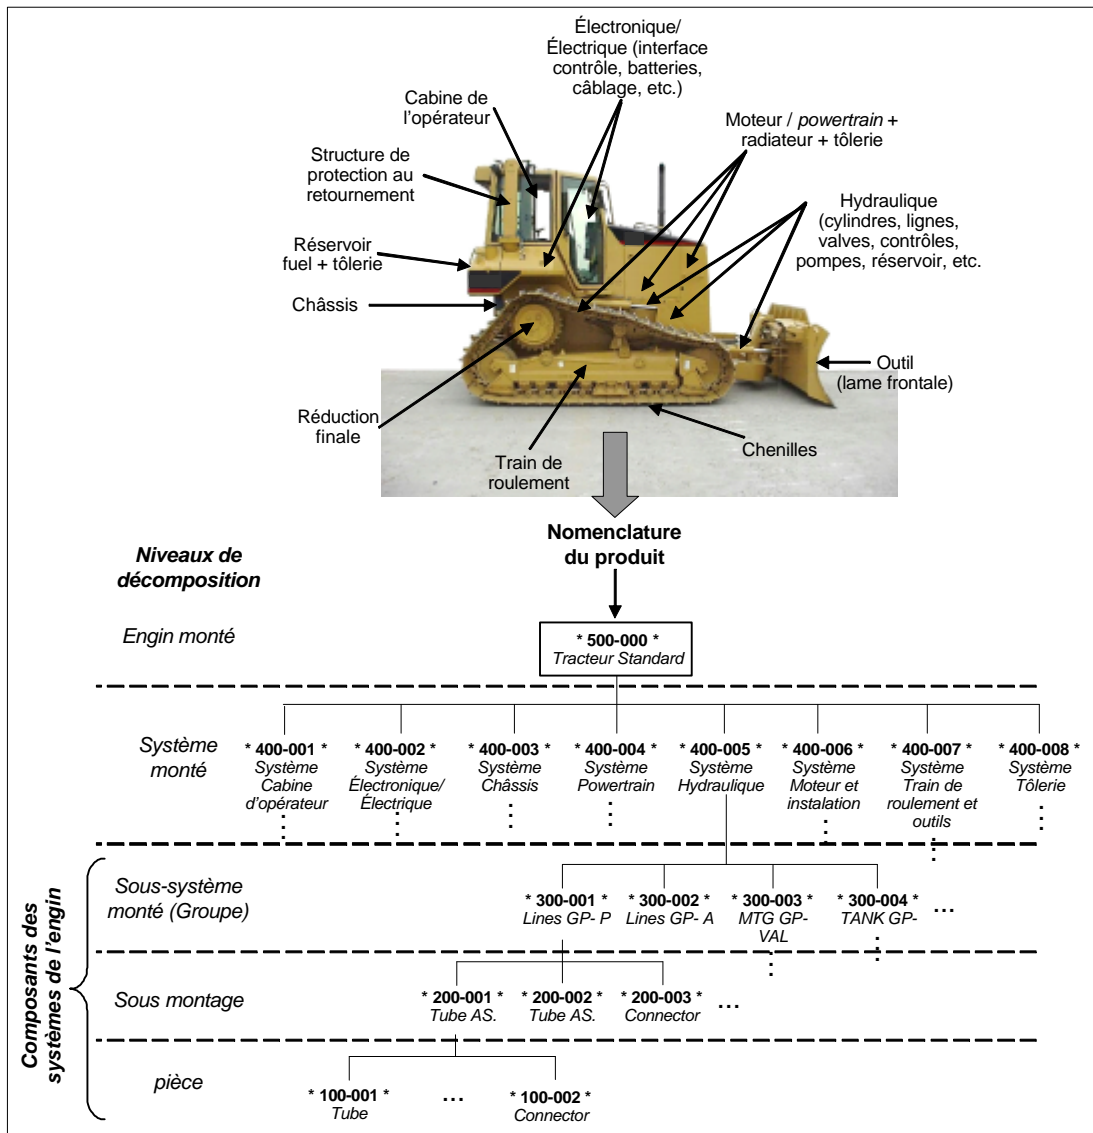 Électronique/
Électrique (interface
contrôle, batteries,
câblage, etc.)
Cabine de
l'opérateur
Moteur / powertrain +
radiateur + tôlerie
Structure de
protection au
retournement
Hydraulique
(cylindres, lignes,
valves, contrôles,
pompes, réservoir, etc.
Réservoir
fuel + tôlerie
Châssis
Outil
(lame frontale)
Réduction
finale
Chenilles
Train de
roulement
Nomenclature
du produit
Niveaux de
décomposition
Engin monté
* 500-000 *
Tracteur Standard
Système
monté
* 400-001 *
Système
Cabine
d'opérateur
* 400-002 *
Système
Électronique/
Électrique
* 400-003 *
Système
Châssis
* 400-004 *
Système
Powertrain
* 400-005 *
Système
Hydraulique
* 400-006 *
Système
Moteur et
instalation
* 400-007 *
Système
Train de
roulement et
outils
* 400-008 *
Système
Tôlerie
Composants des
systèmes de l'engin
Sous-système
monté (Groupe)
* 300-001 *
Lines GP- P
* 300-002 *
Lines GP- A
* 300-003 *
MTG GP-
VAL
* 300-004 *
TANK GP-
...
Sous montage
* 200-001 *
Tube AS.
* 200-002 *
Tube AS.
* 200-003 *
Connector
...
pièce
* 100-001 *
Tube
...
* 100-002 *
Connector